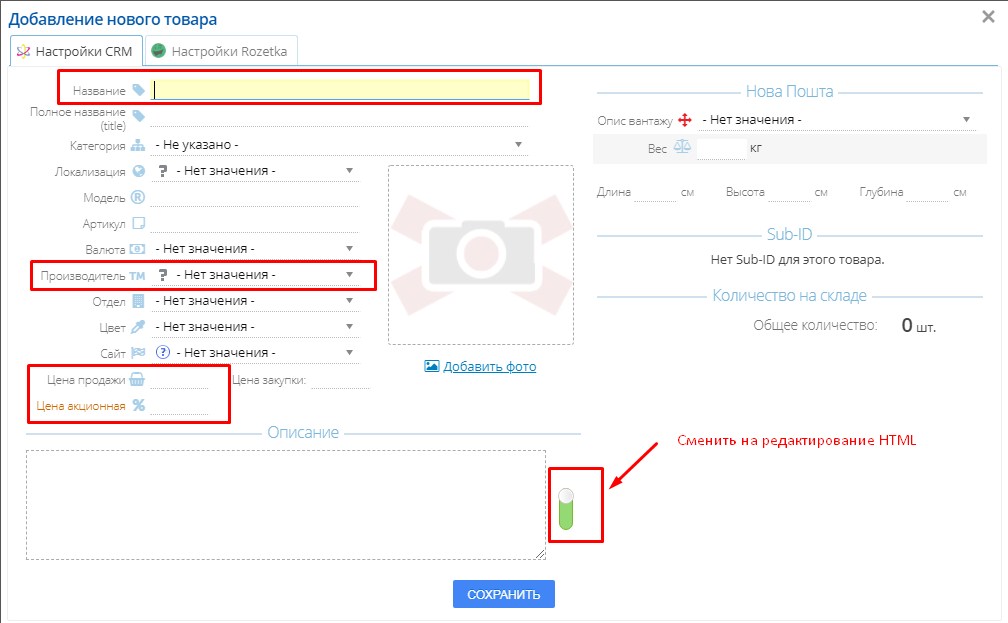 Добавление нового товара
Настройки CRM
Настройки Rozetka
Название
Полное название
(title)
Категория - Не указано -
Локализация ? - Нет значения -
Модель ®
Артикул
Валюта - Нет значения -
Производитель TM ? - Нет значения -
Отдел - Нет значения -
Цвет - Нет значения -
Сайт ? - Нет значения -
Цена продажи Цена закупки:
Цена акционная %
Добавить фото
Нова Пошта
Опис вантажу - Нет значения -
Вес кг
Длина см Высота см Глубина см
Sub-ID
Нет Sub-ID для этого товара.
Количество на складе
Общее количество: 0 шт.
Описание
Сменить на редактирование HTML
СОХРАНИТЬ